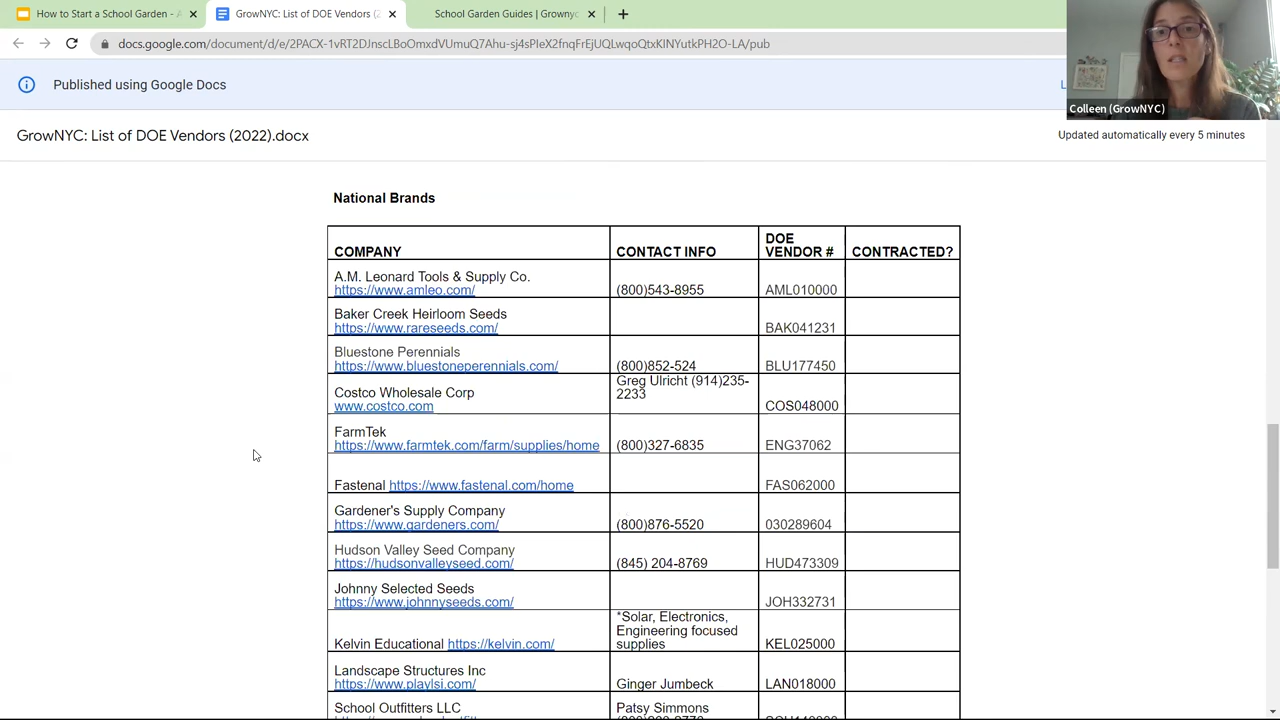 How to Start a School Garden - A
GrowNYC: List of DOE Vendors (2
School Garden Guides | Grownyc
docs.google.com/document/d/e/2PACX-1vRT2DJnscLBoOmxdVUmuQ7Ahu-sj4sPIeX2fnqFrEjUQLwqoQtxKINYutkPH2O-LA/pub
Published using Google Docs
Colleen (GrowNYC)
GrowNYC: List of DOE Vendors (2022).docx
Updated automatically every 5 minutes
National Brands
COMPANY CONTACT INFO DOE VENDOR # CONTRACTED?
A.M. Leonard Tools & Supply Co.
https://www.amleo.com/ (800)543-8955 AML010000
Baker Creek Heirloom Seeds
https://www.rareseeds.com/ BAK041231
Bluestone Perennials
https://www.bluestoneperennials.com/ (800)852-524 BLU177450
Costco Wholesale Corp Greg Ulricht (914)235-
2233
www.costco.com COS048000
FarmTek
https://www.farmtek.com/farm/supplies/home (800)327-6835 ENG37062
Fastenal https://www.fastenal.com/home FAS062000
Gardener's Supply Company
https://www.gardeners.com/ (800)876-5520 030289604
Hudson Valley Seed Company
https://hudsonvalleyseed.com/ (845) 204-8769 HUD473309
Johnny Selected Seeds
https://www.johnnyseeds.com/ JOH332731
*Solar, Electronics,
Engineering focused
Kelvin Educational https://kelvin.com/ supplies KEL025000
Landscape Structures Inc
https://www.playlsi.com/ Ginger Jumbeck LAN018000
School Outfitters LLC Patsy Simmons